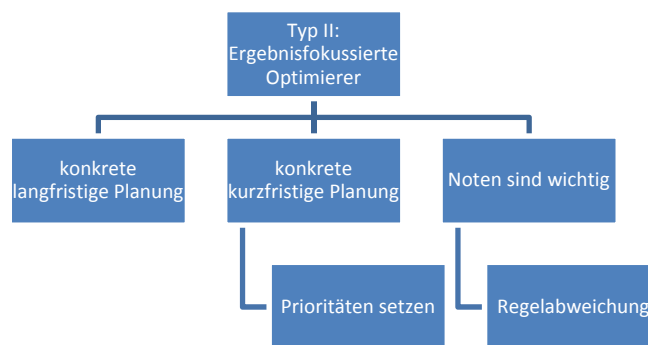 Typ II:
Ergebnisfokussierte
Optimierer
konkrete
langfristige Planung
konkrete
kurzfristige Planung
Noten sind wichtig
Prioritäten setzen
Regelabweichung